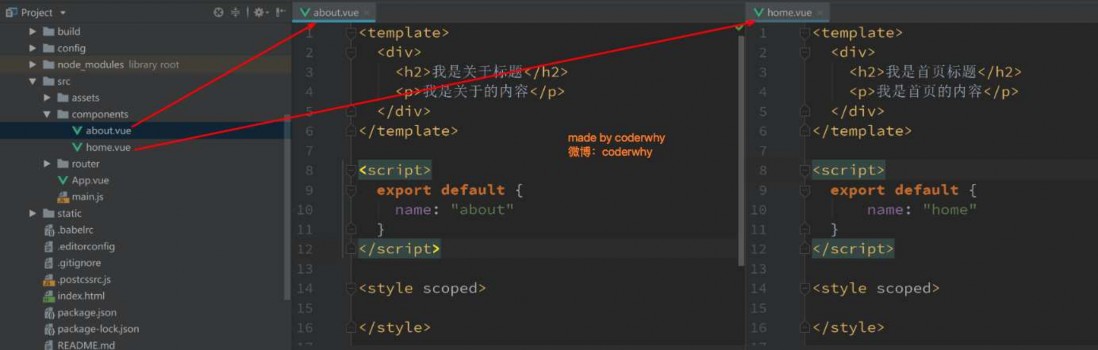 Project
build
config
node_modules library root
src
assets
components
about.vue
home.vue
router
App.vue
main.js
static
.babelrc
.editorconfig
.gitignore
.postcssrc.js
index.html
package.json
package-lock.json
README.md
about.vue
1 <template>
2 <div>
3 <h2>我是关于标题</h2>
4 <p>我是关于的内容</p>
5 </div>
6 </template>
7
8 <script>
9 export default {
10 name: "about"
11 }
12 </script>
13
14 <style scoped>
15
16 </style>
made by coderwhy
微博：coderwhy
home.vue
1 <template>
2 <div>
3 <h2>我是首页标题</h2>
4 <p>我是首页的内容</p>
5 </div>
6 </template>
7
8 <script>
9 export default {
10 name: "home"
11 }
12 </script>
13
14 <style scoped>
15
16 </style>